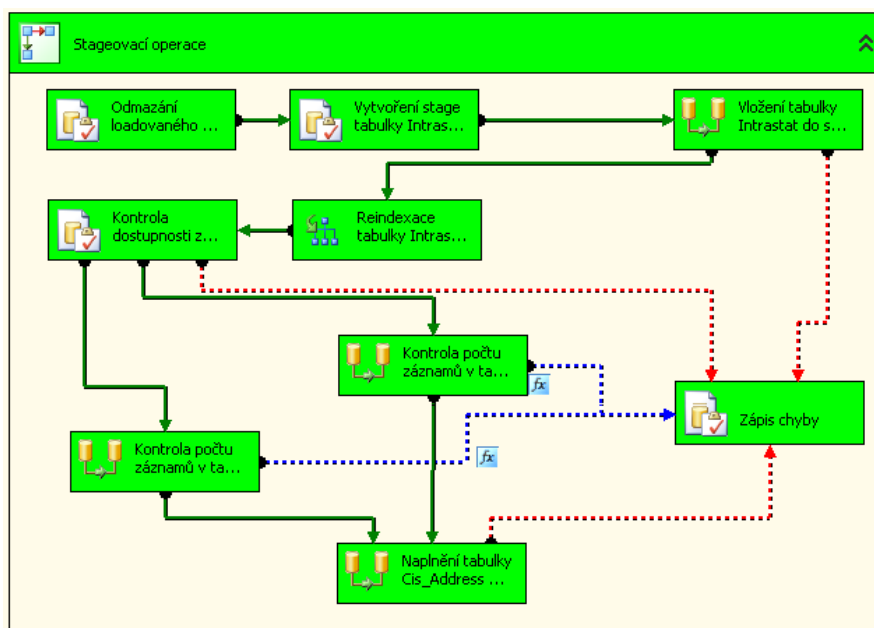 Stageovací operace
Odmazání
loadovaného ...
Vytvoření stage
tabulky Intras...
Vložení tabulky
Intrastat do s...
Kontrola
dostupnosti z...
Reindexace
tabulky Intras...
Kontrola počtu
záznamů v ta...
fx
Zápis chyby
Kontrola počtu
záznamů v ta...
fx
Naplnění tabulky
Cis_Address ...